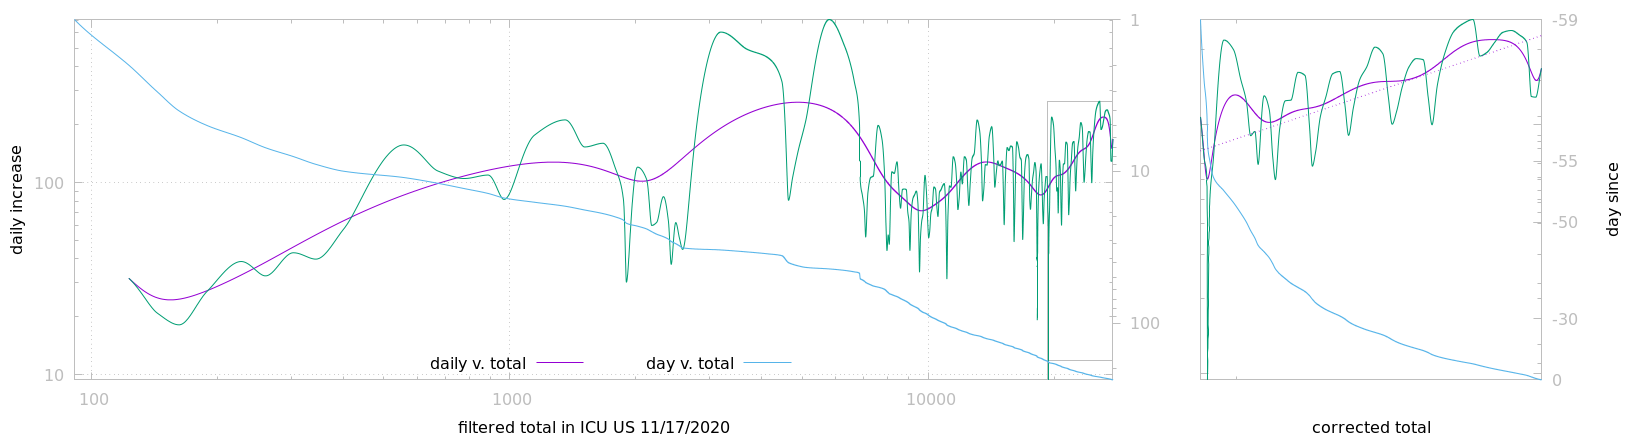 1
-59
daily increase
100
10
10
100
-55
-50
-30
0
day since
daily v. total
day v. total
100
1000
10000
filtered total in ICU US 11/17/2020
corrected total